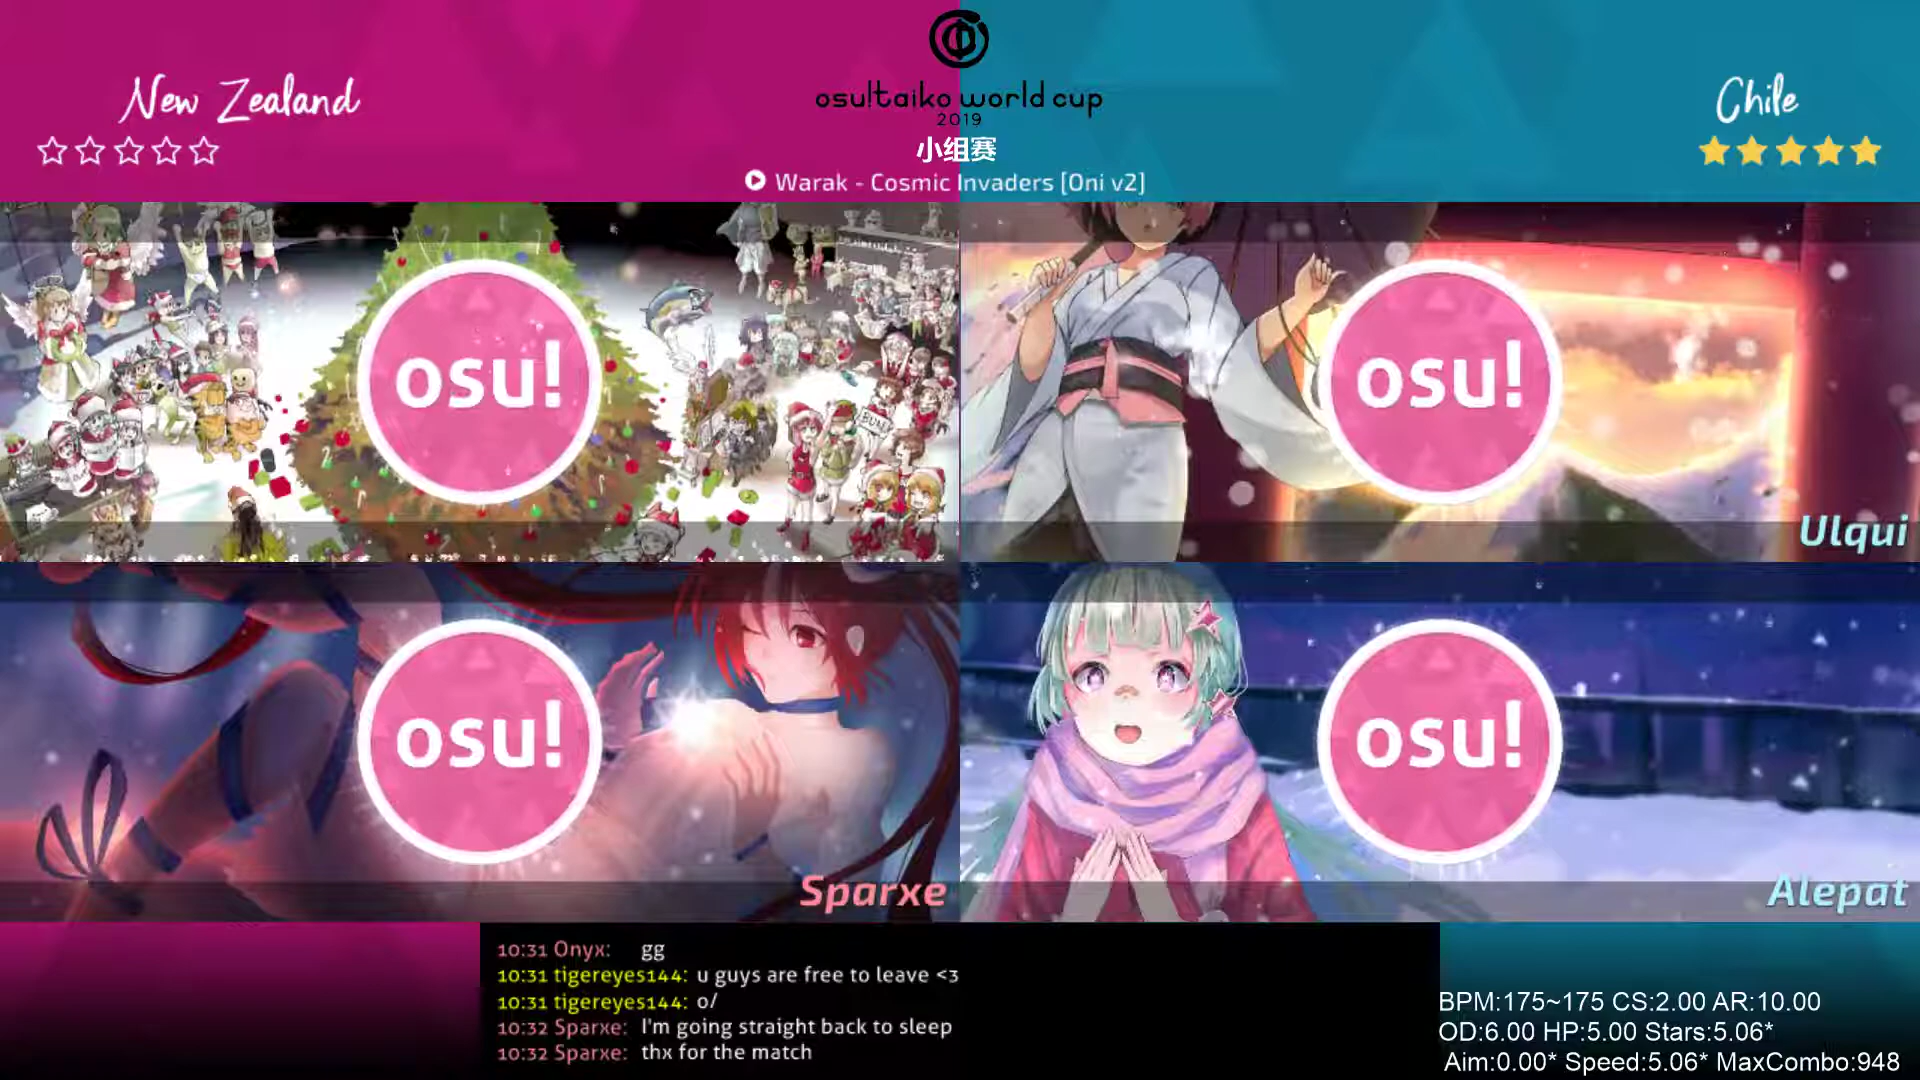 New Zealand
osu!taiko world cup
2019
小组赛
Warak - Cosmic Invaders [Oni v2]
Chile
osu!
osu!
Ulqui
osu!
Sparxe
osu!
Alepat
10:31 Onyx: gg
10:31 tigereyes144: u guys are free to leave <3
10:31 tigereyes144: o/
10:32 Sparxe: I'm going straight back to sleep
10:32 Sparxe: thx for the match
BPM:175~175 CS:2.00 AR:10.00
OD:6.00 HP:5.00 Stars:5.06*
Aim:0.00* Speed:5.06* MaxCombo:948